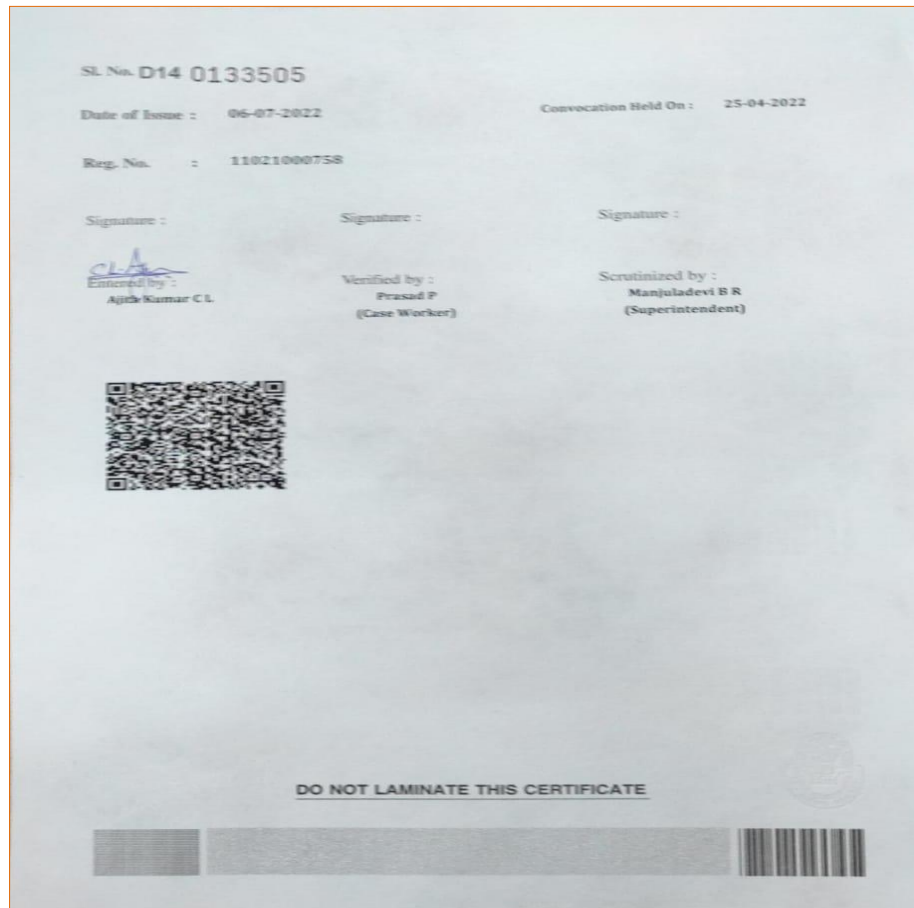 Sl. No. D14 0133505
Date of Issue : 06-07-2022 Convocation Held On : 25-04-2022
Reg. No. : 11021000758
Signature : Signature : Signature :
Entered by : Verified by : Scrutinized by :
Ajith Kumar C L Prasad P Manjuladevi B R
(Case Worker) (Superintendent)
DO NOT LAMINATE THIS CERTIFICATE